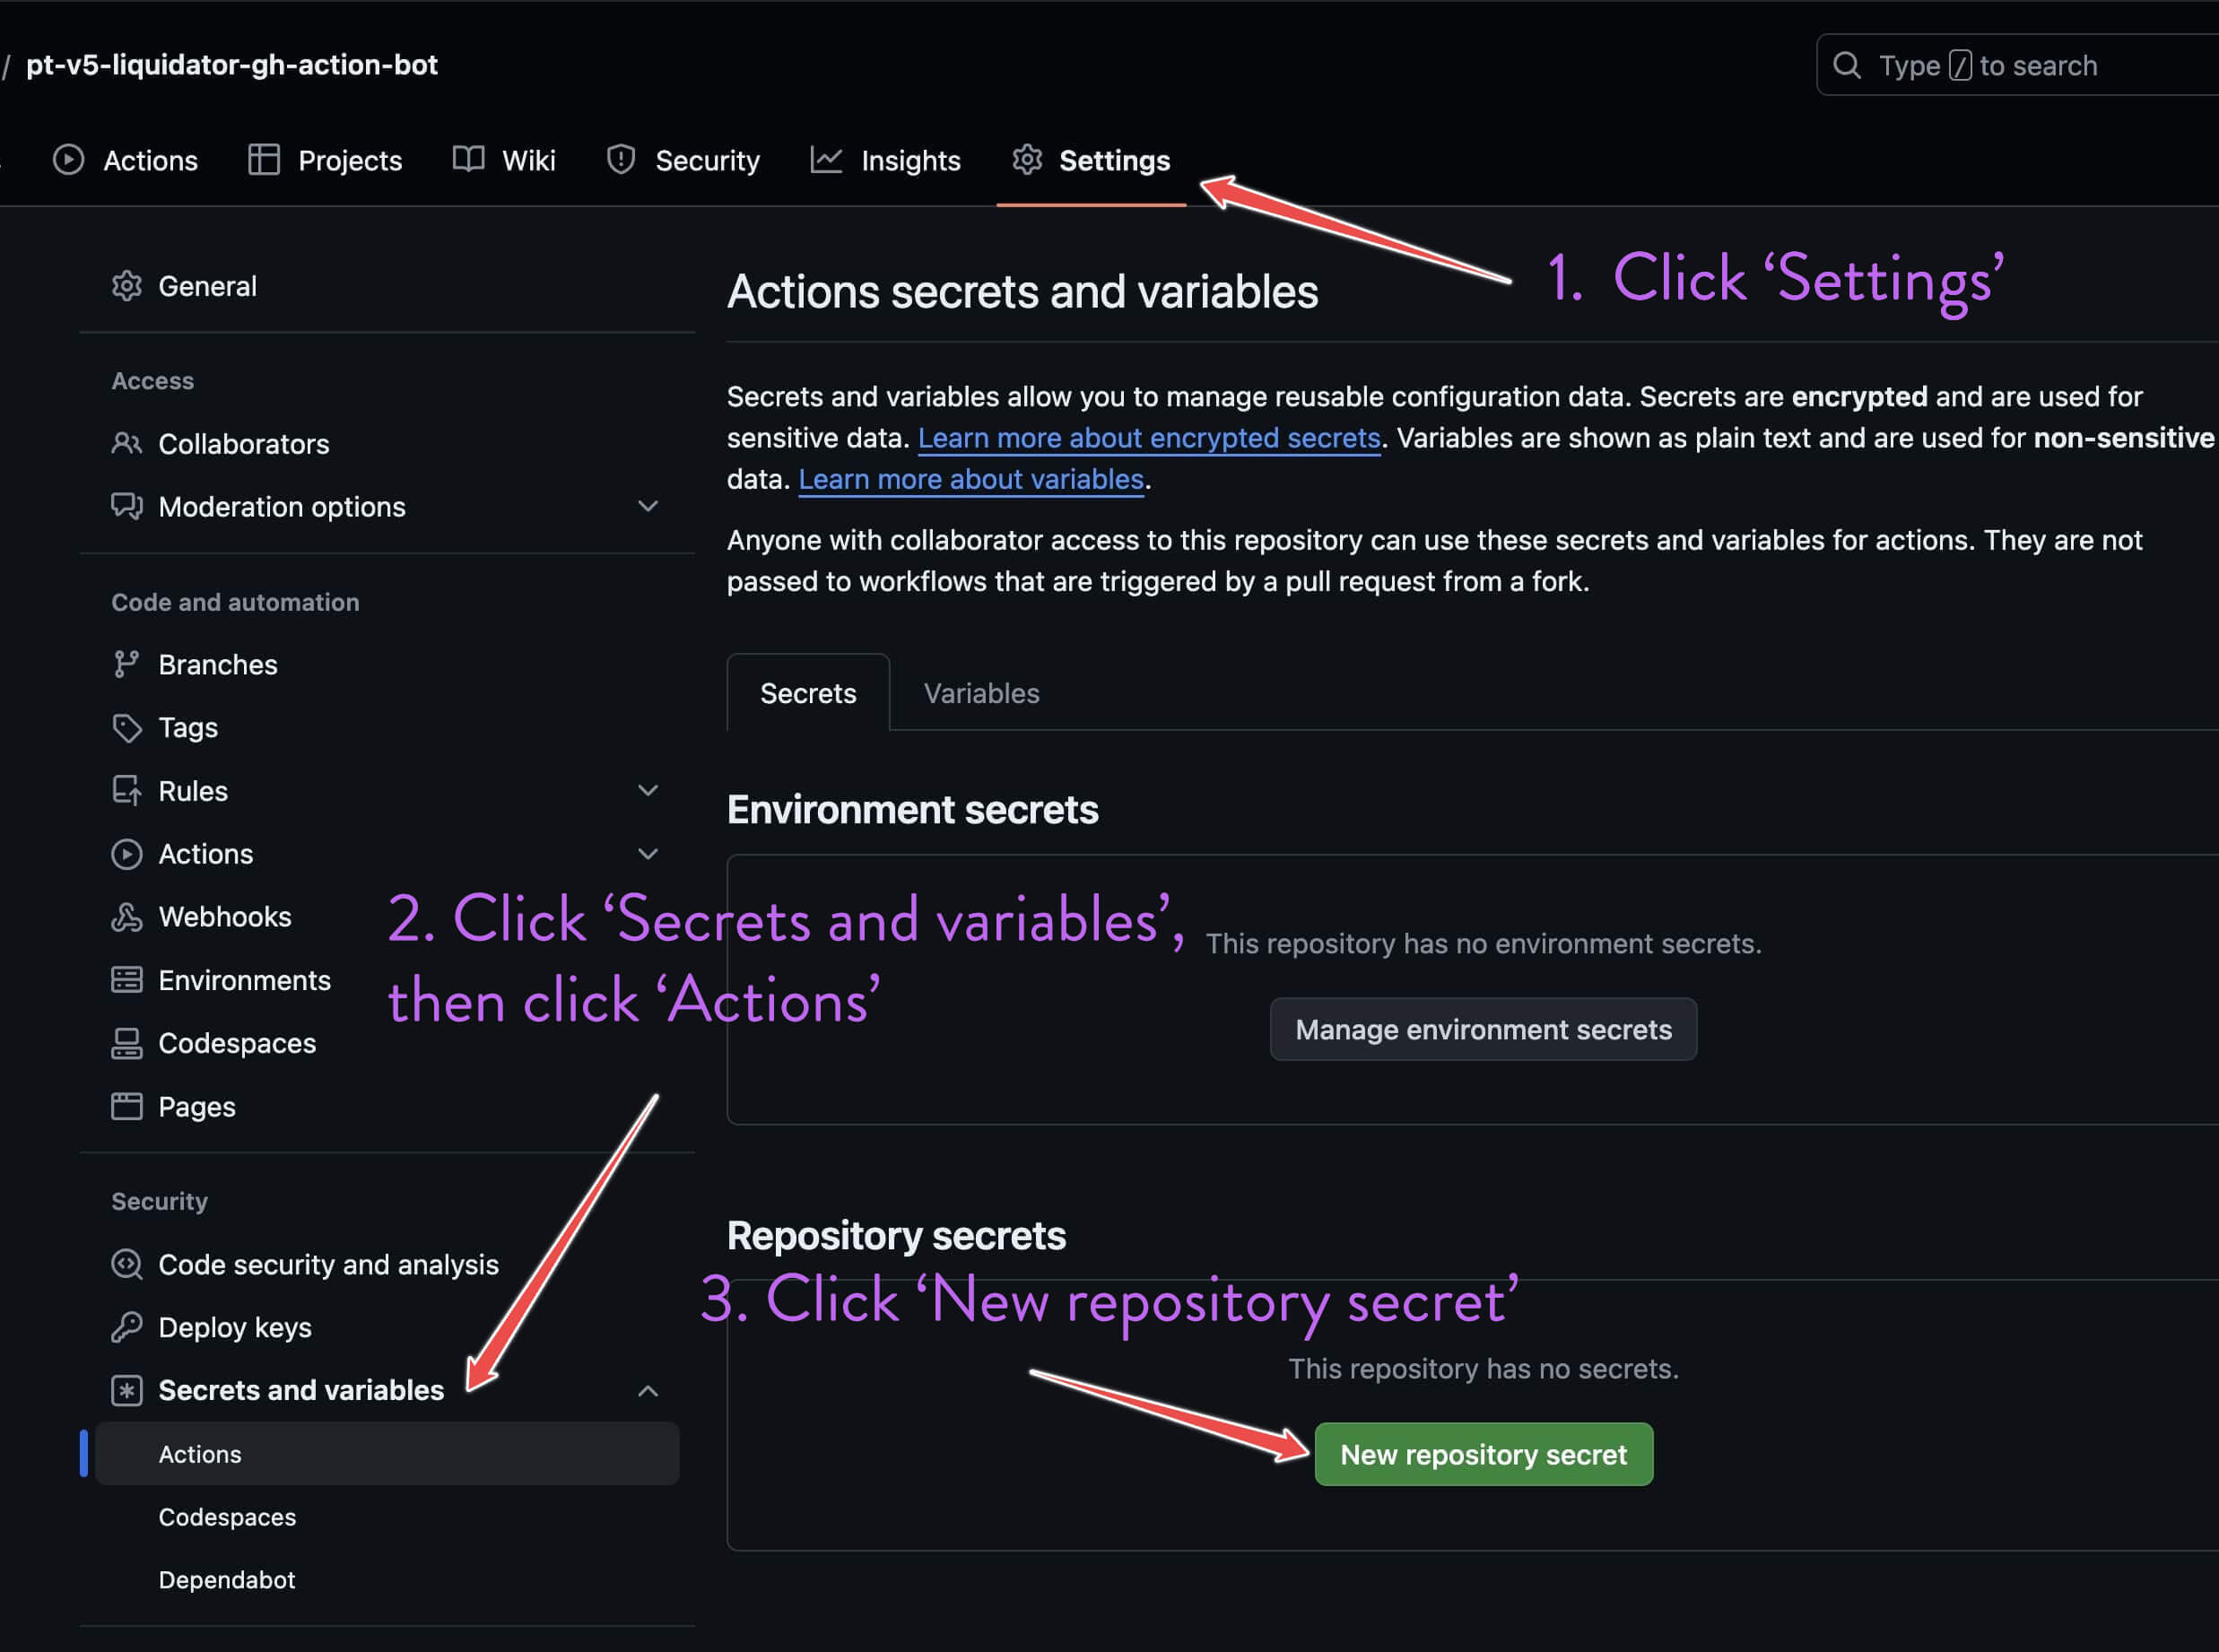 / pt-v5-liquidator-gh-action-bot
Type / to search
Actions
Projects
Wiki
Security
Insights
Settings
1. Click ‘Settings’
General
Access
Collaborators
Moderation options
Code and automation
Branches
Tags
Rules
Actions
Webhooks
Environments
Codespaces
Pages
Security
Code security and analysis
Deploy keys
Secrets and variables
Actions
Codespaces
Dependabot
Actions secrets and variables
Secrets and variables allow you to manage reusable configuration data. Secrets are encrypted and are used for
sensitive data. Learn more about encrypted secrets. Variables are shown as plain text and are used for non-sensitive
data. Learn more about variables.
Anyone with collaborator access to this repository can use these secrets and variables for actions. They are not
passed to workflows that are triggered by a pull request from a fork.
Secrets
Variables
Environment secrets
2. Click ‘Secrets and variables’,
then click ‘Actions’
This repository has no environment secrets.
Manage environment secrets
Repository secrets
3. Click ‘New repository secret’
This repository has no secrets.
New repository secret